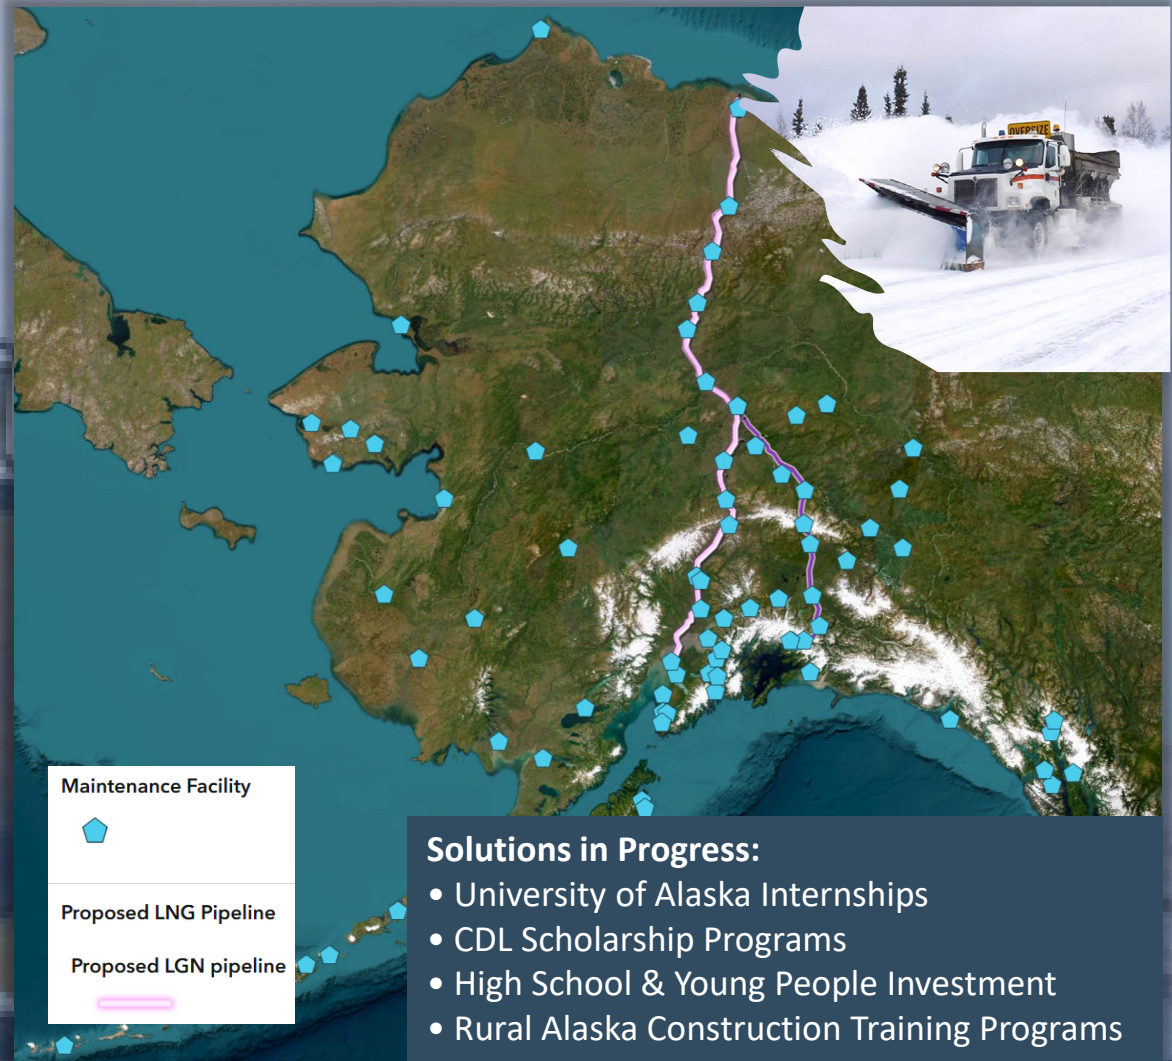 OVERSIZE
Maintenance Facility
Proposed LNG Pipeline
Proposed LGN pipeline
Solutions in Progress:
• University of Alaska Internships
• CDL Scholarship Programs
• High School & Young People Investment
• Rural Alaska Construction Training Programs